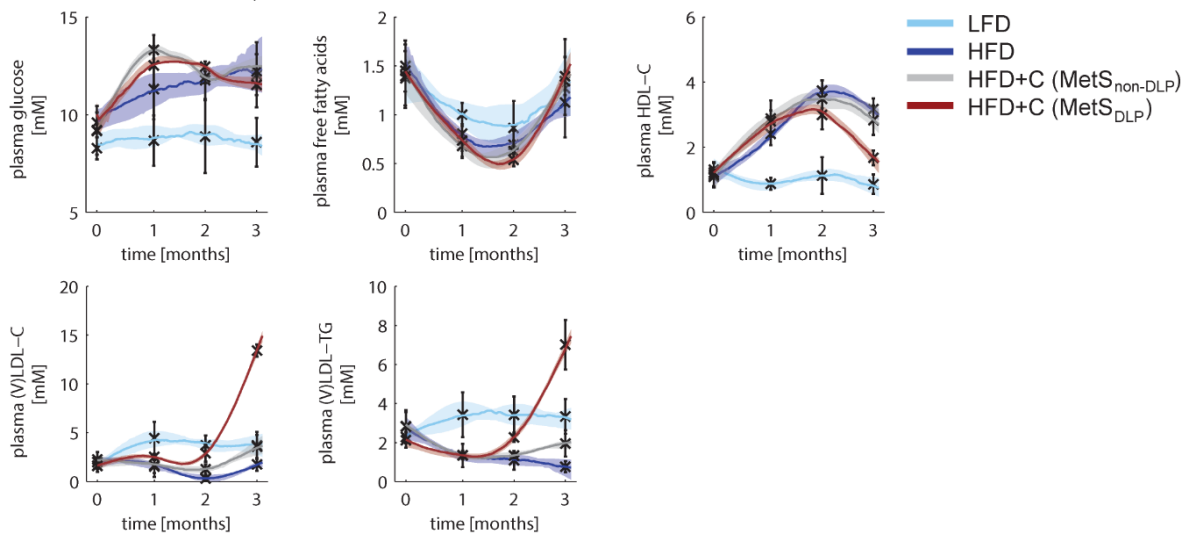 15
10
5
plasma glucose
[mM]
0 1 2 3
time [months]
2
1.5
1
0.5
0
plasma free fatty acids
[mM]
0 1 2 3
time [months]
6
4
2
0
plasma HDL−C
[mM]
0 1 2 3
time [months]
LFD
HFD
HFD+C (MetSnon-DLP)
HFD+C (MetSDLP)
20
15
10
5
0
plasma (V)LDL−C
[mM]
0 1 2 3
time [months]
10
8
6
4
2
0
plasma (V)LDL−TG
[mM]
0 1 2 3
time [months]